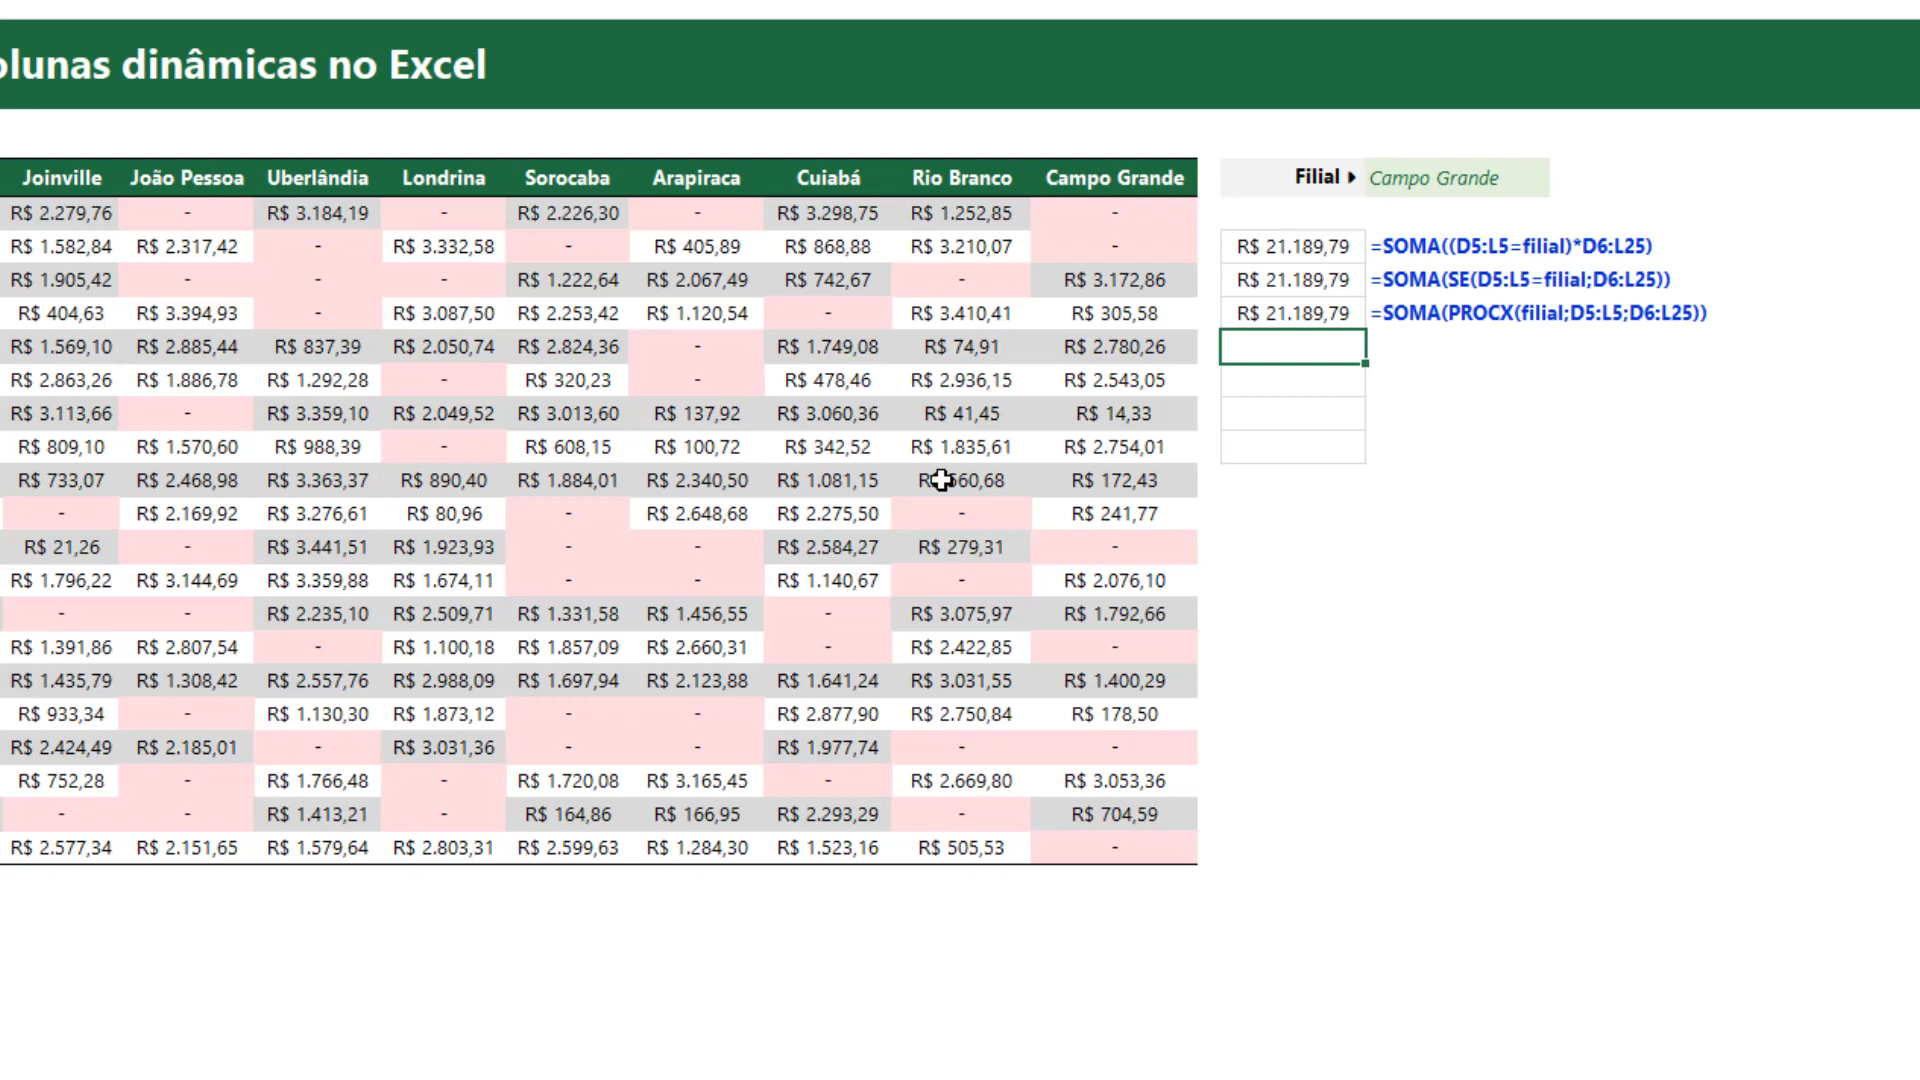 olunas dinâmicas no Excel
Joinville João Pessoa Uberlândia Londrina Sorocaba Arapiraca Cuiabá Rio Branco Campo Grande Filial Campo Grande
R$ 2.279,76 - R$ 3.184,19 - R$ 2.226,30 - R$ 3.298,75 R$ 1.252,85 -
R$ 1.582,84 R$ 2.317,42 - R$ 3.332,58 - R$ 405,89 R$ 868,88 R$ 3.210,07 - R$ 21.189,79 =SOMA((D5:L5=filial)*D6:L25)
R$ 1.905,42 - - - R$ 1.222,64 R$ 2.067,49 R$ 742,67 - R$ 3.172,86 R$ 21.189,79 =SOMA(SE(D5:L5=filial;D6:L25))
R$ 404,63 R$ 3.394,93 - R$ 3.087,50 R$ 2.253,42 R$ 1.120,54 - R$ 3.410,41 R$ 305,58 R$ 21.189,79 =SOMA(PROCX(filial;D5:L5;D6:L25))
R$ 1.569,10 R$ 2.885,44 R$ 837,39 R$ 2.050,74 R$ 2.824,36 - R$ 1.749,08 R$ 74,91 R$ 2.780,26
R$ 2.863,26 R$ 1.886,78 R$ 1.292,28 - R$ 320,23 - R$ 478,46 R$ 2.936,15 R$ 2.543,05
R$ 3.113,66 - R$ 3.359,10 R$ 2.049,52 R$ 3.013,60 R$ 137,92 R$ 3.060,36 R$ 41,45 R$ 14,33
R$ 809,10 R$ 1.570,60 R$ 988,39 - R$ 608,15 R$ 100,72 R$ 342,52 R$ 1.835,61 R$ 2.754,01
R$ 733,07 R$ 2.468,98 R$ 3.363,37 R$ 890,40 R$ 1.884,01 R$ 2.340,50 R$ 1.081,15 R$ 172,43
- R$ 2.169,92 R$ 3.276,61 R$ 80,96 - R$ 2.648,68 R$ 2.275,50 - R$ 241,77
R$ 21,26 - R$ 3.441,51 R$ 1.923,93 - - R$ 2.584,27 R$ 279,31 -
R$ 1.796,22 R$ 3.144,69 R$ 3.359,88 R$ 1.674,11 - - R$ 1.140,67 - R$ 2.076,10
- - R$ 2.235,10 R$ 2.509,71 R$ 1.331,58 R$ 1.456,55 - R$ 3.075,97 R$ 1.792,66
R$ 1.391,86 R$ 2.807,54 - R$ 1.100,18 R$ 1.857,09 R$ 2.660,31 - R$ 2.422,85 -
R$ 1.435,79 R$ 1.308,42 R$ 2.557,76 R$ 2.988,09 R$ 1.697,94 R$ 2.123,88 R$ 1.641,24 R$ 3.031,55 R$ 1.400,29
R$ 933,34 - R$ 1.130,30 R$ 1.873,12 - - R$ 2.877,90 R$ 2.750,84 R$ 178,50
R$ 2.424,49 R$ 2.185,01 - R$ 3.031,36 - - R$ 1.977,74 - -
R$ 752,28 - R$ 1.766,48 - R$ 1.720,08 R$ 3.165,45 - R$ 2.669,80 R$ 3.053,36
- - R$ 1.413,21 - R$ 164,86 R$ 166,95 R$ 2.293,29 - R$ 704,59
R$ 2.577,34 R$ 2.151,65 R$ 1.579,64 R$ 2.803,31 R$ 2.599,63 R$ 1.284,30 R$ 1.523,16 R$ 505,53 -